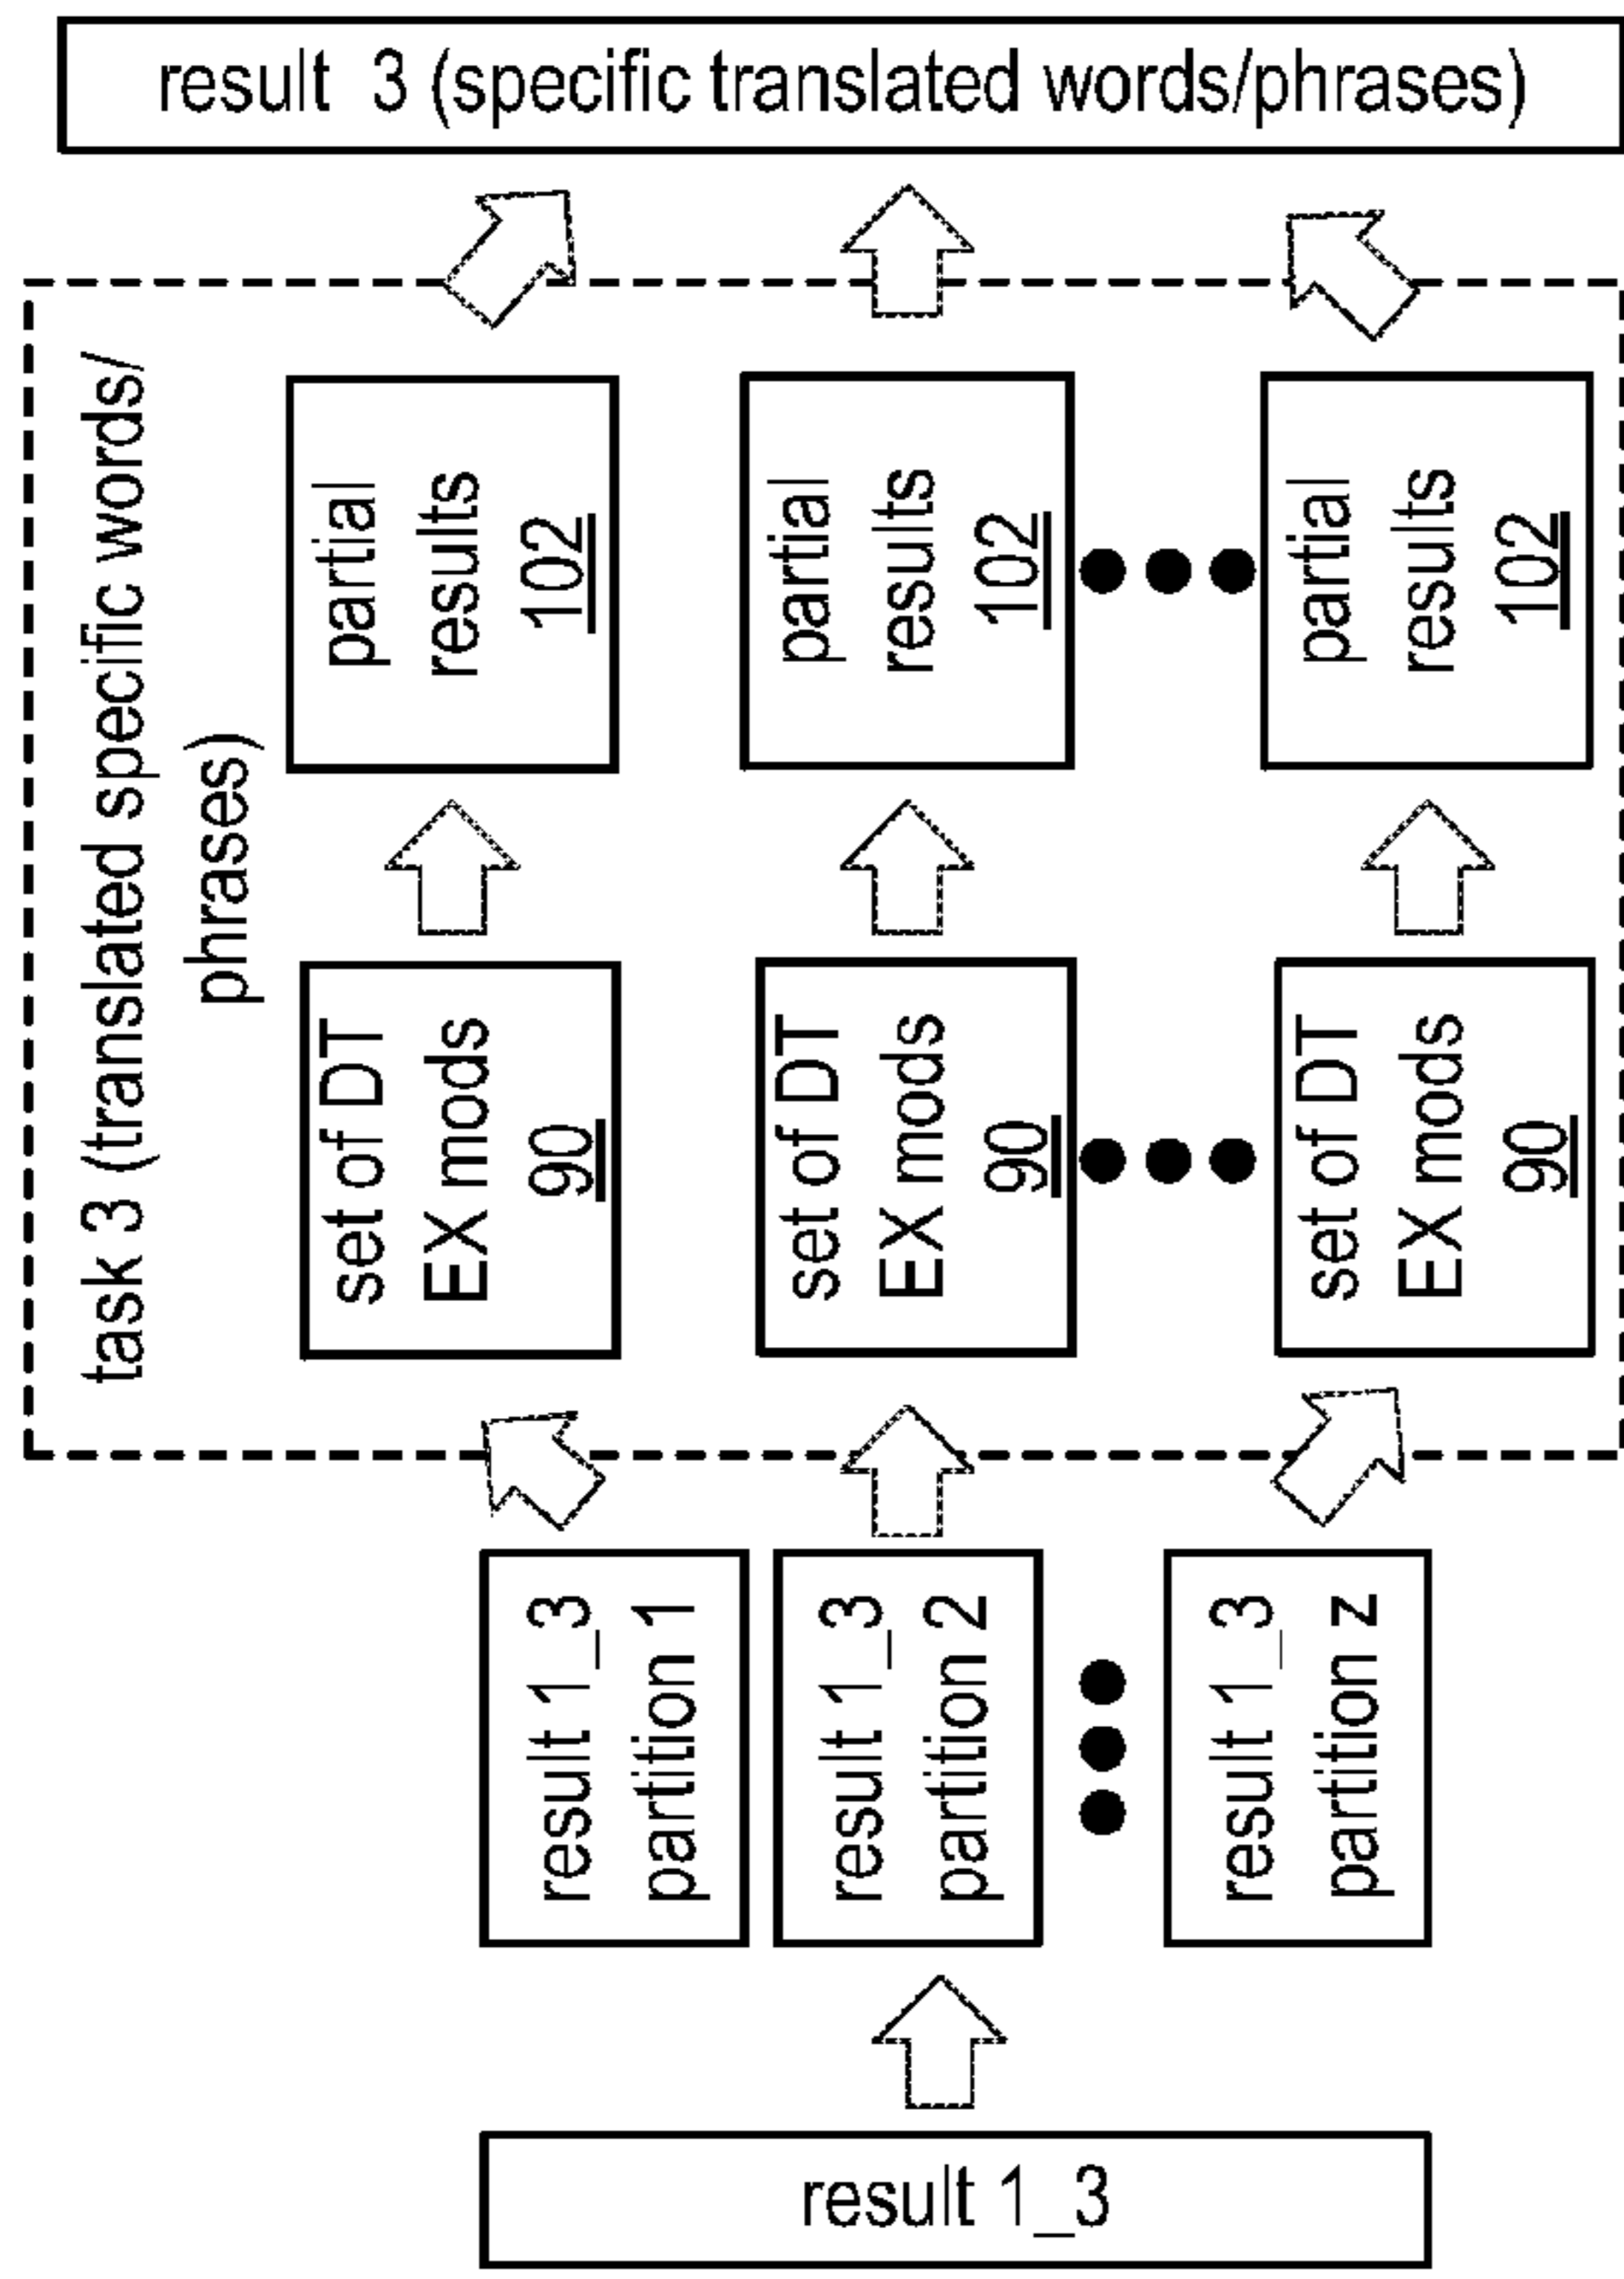 result 3 (specific translated words/phrases)
task 3 (translated specific words/
phrases)
partial
results
102
partial
results
102
partial
results
102
set of DT
EX mods
90
set of DT
EX mods
90
set of DT
EX mods
90
result 1_3
partition 1
result 1_3
partition 2
result 1_3
partition z
result 1_3